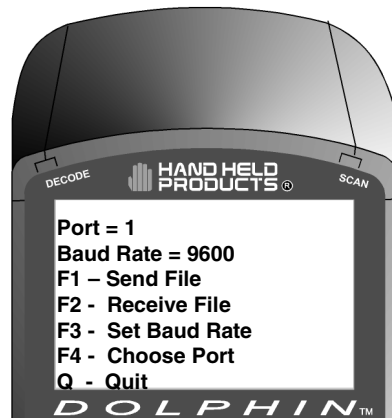 DECODE
HAND HELD
PRODUCTS®
SCAN
Port = 1
Baud Rate = 9600
F1 – Send File
F2 - Receive File
F3 - Set Baud Rate
F4 - Choose Port
Q - Quit
DOLPHIN™